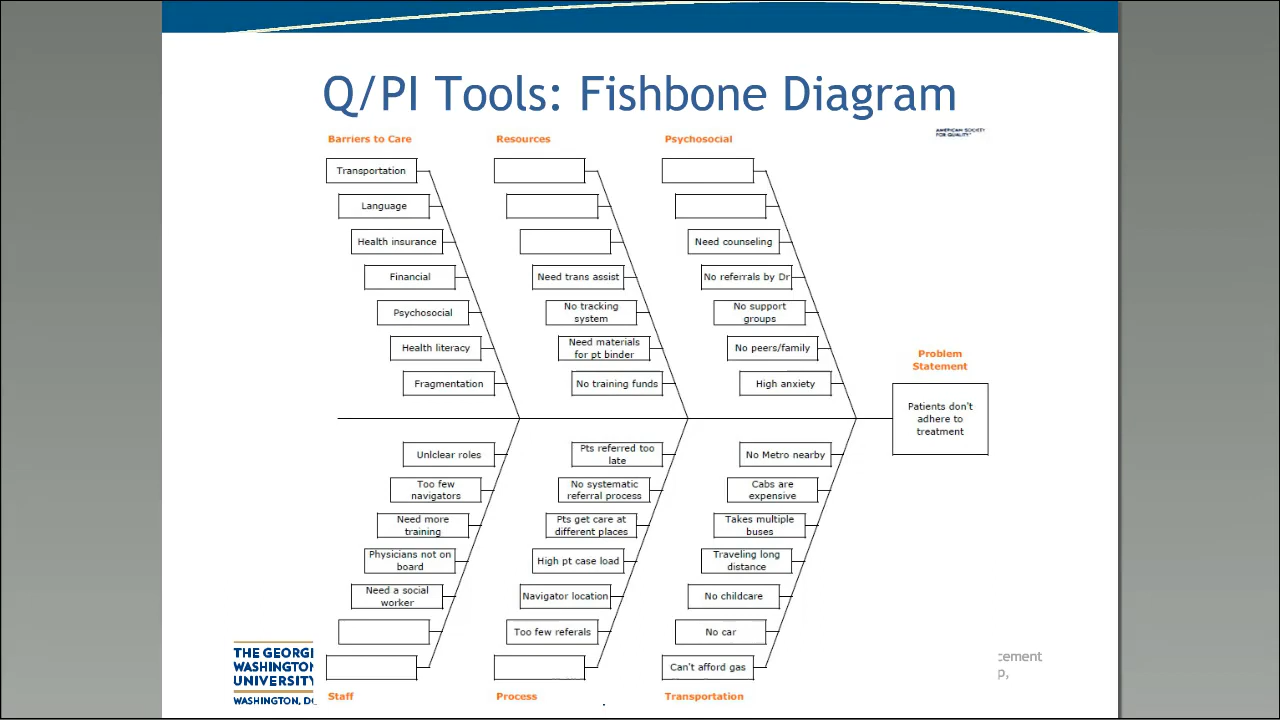 Q/PI Tools: Fishbone Diagram
AMERICAN SOCIETY
FOR QUALITY
Barriers to Care
Transportation
Language
Health insurance
Financial
Psychosocial
Health literacy
Fragmentation
Resources
Need trans assist
No tracking
system
Need materials
for pt binder
No training funds
Psychosocial
Need counseling
No referrals by Dr
No support
groups
No peers/family
High anxiety
Problem
Statement
Patients don't
adhere to
treatment
Unlclear roles
Too few
navigators
Need more
training
Physicians not on
board
Need a social
worker
Staff
Pts referred too
late
No systematic
referral process
Pts get care at
different places
High pt case load
Navigator location
Too few referals
Process
No Metro nearby
Cabs are
expensive
Takes multiple
buses
Traveling long
distance
No childcare
No car
Can't afford gas
Transportation
THE GEORGE
WASHINGTON
UNIVERSITY
WASHINGTON, DC
cement
p,